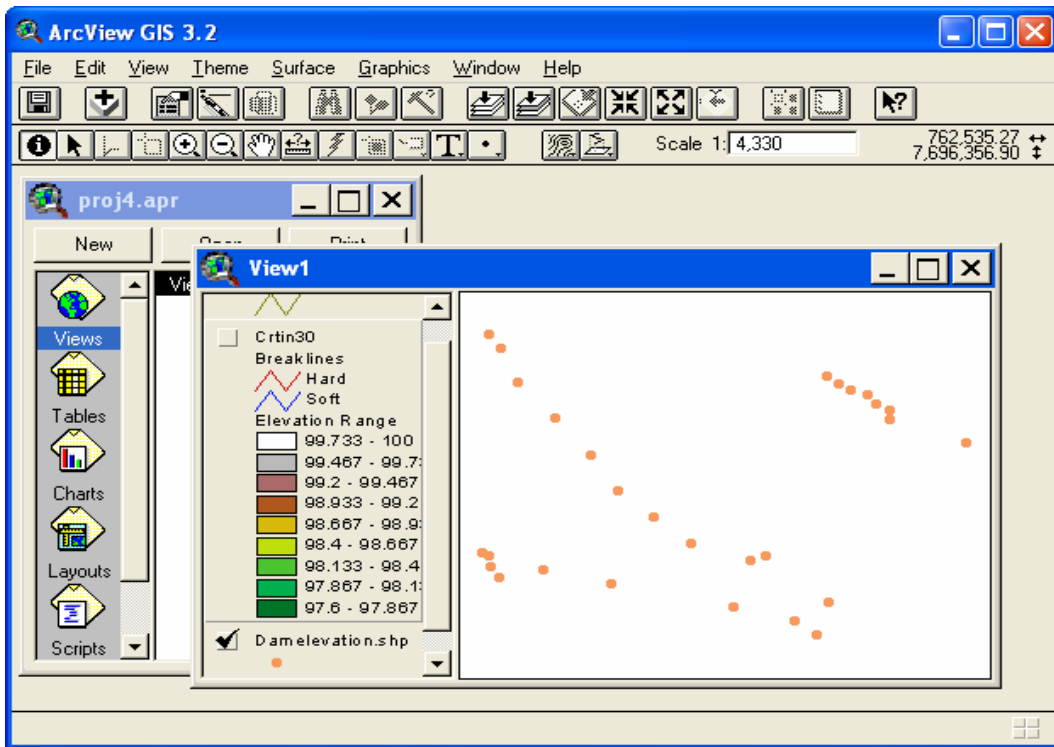 ArcView GIS 3.2
File Edit View Theme Surface Graphics Window Help
Scale 1: 4,330
762,535.27
7,696,356.90
proj4.apr
New
View1
Views
Crtin30
Breaklines
Hard
Soft
Elevation Range
99.733 - 100
99.467 - 99.7
99.2 - 99.467
98.933 - 99.2
98.667 - 98.9
98.4 - 98.667
98.133 - 98.4
97.867 - 98.1
97.6 - 97.867
Damelevation.shp
Tables
Charts
Layouts
Scripts